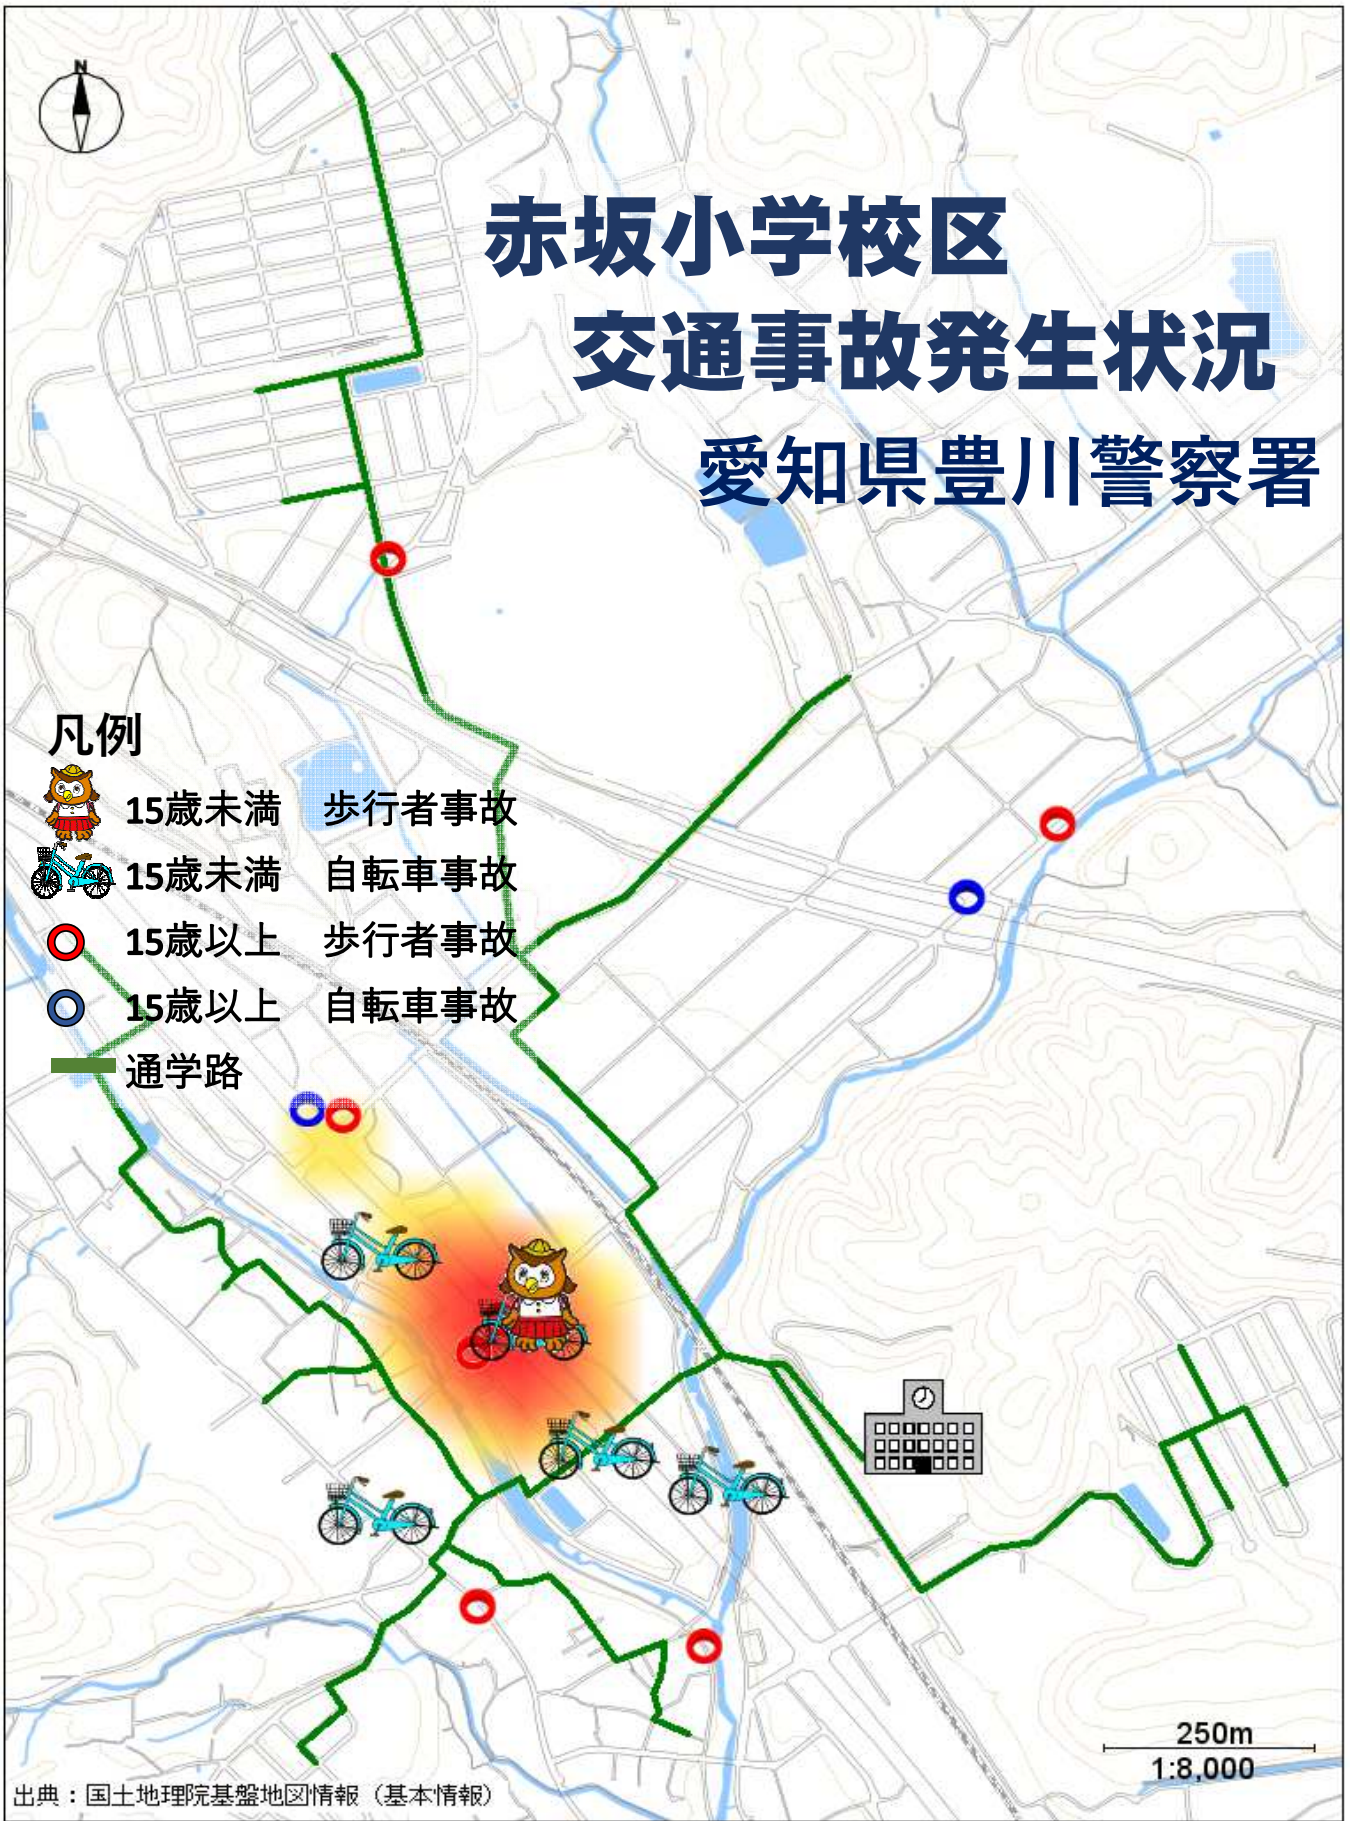 N
赤坂小学校区
交通事故発生状況
愛知県豊川警察署
凡例
15歳未満 歩行者事故
15歳未満 自転車事故
15歳以上 歩行者事故
15歳以上 自転車事故
通学路
250m
1:8,000
出典：国土地理院基盤地図情報（基本情報）